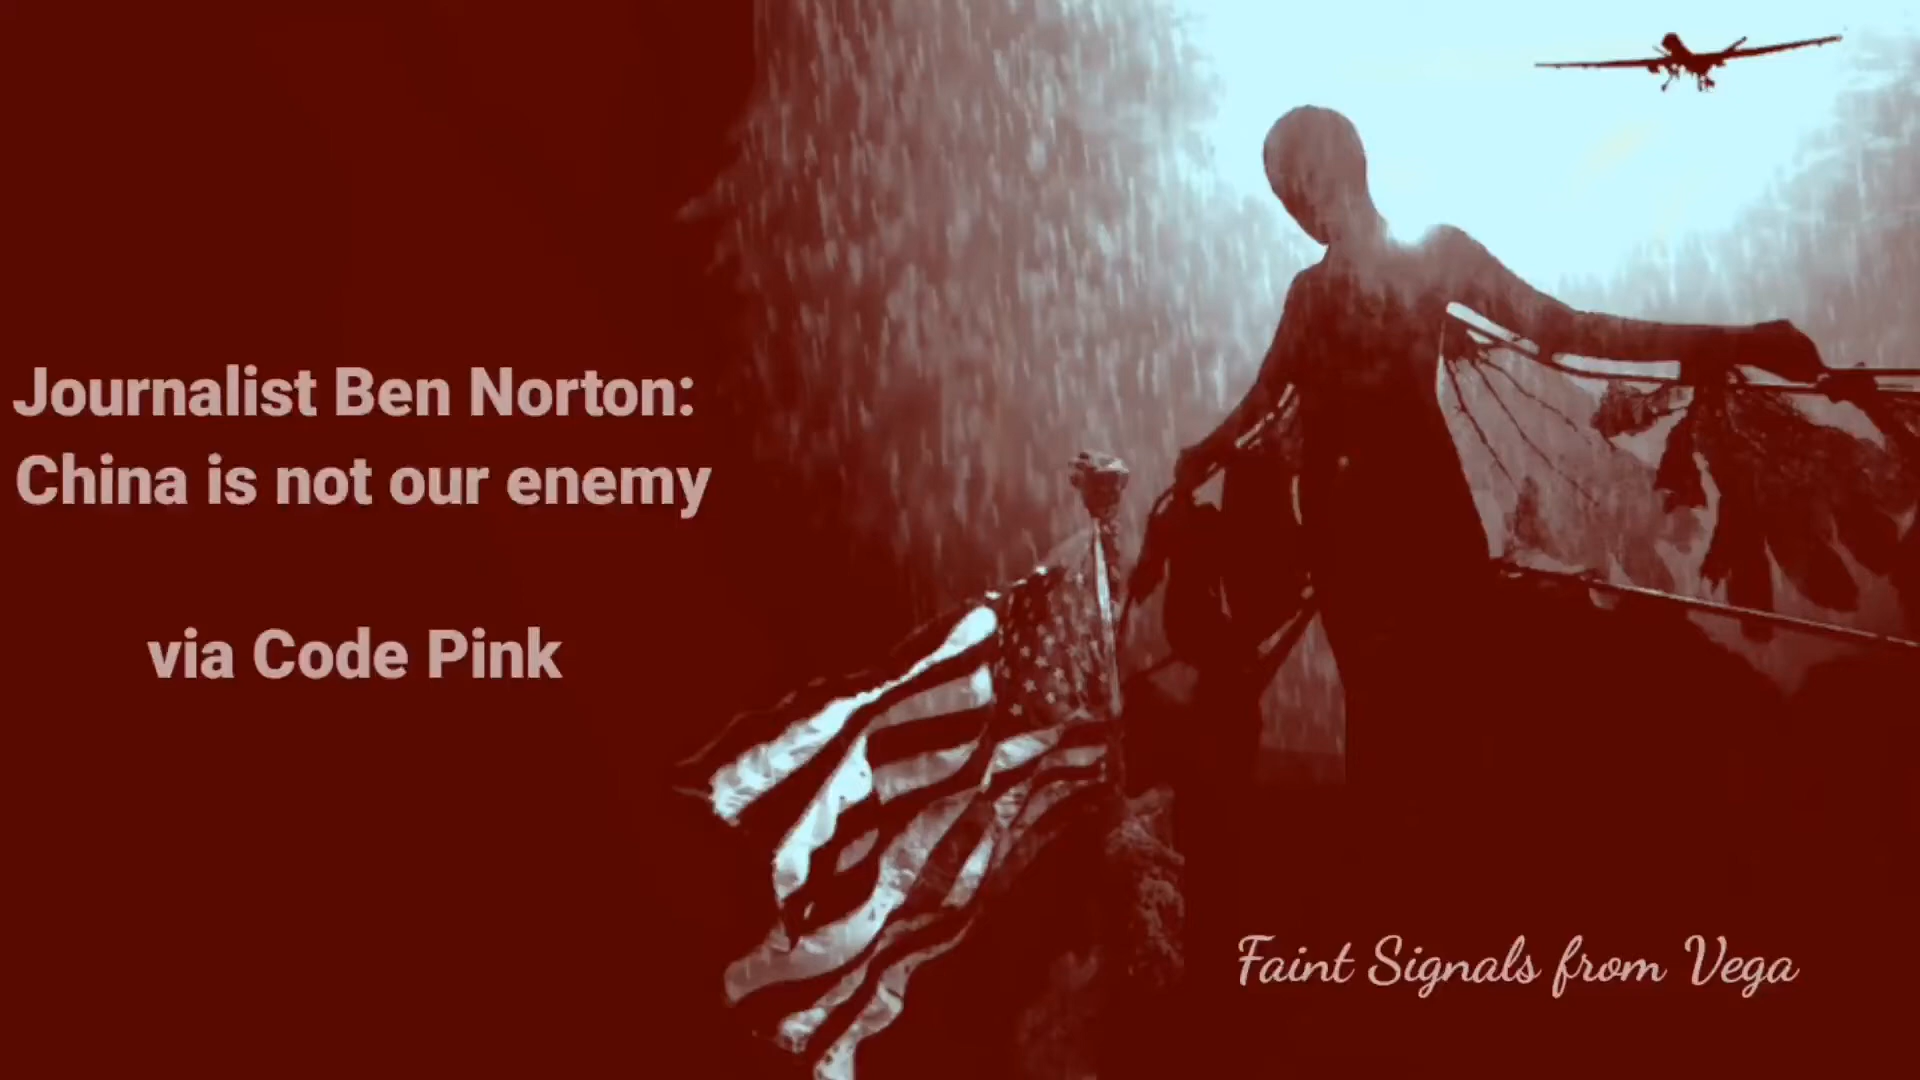 Journalist Ben Norton:
China is not our enemy
via Code Pink
Faint Signals from Vega